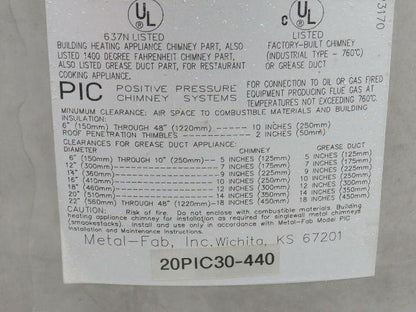 UL
637N LISTED
BUILDING HEATING APPLIANCE CHIMNEY PART, ALSO
LISTED 1400 DEGREE FAHRENHEIT CHIMNEY PART,
ALSO LISTED GREASE DUCT PART, FOR RESTAURANT
COOKING APPLIANCE
C UL
LISTED
FACTORY-BUILT CHIMNEY
(INDUSTRIAL TYPE - 760°C)
OR GREASE DUCT
73170
PIC POSITIVE PRESSURE
CHIMNEY SYSTEMS
FOR CONNECTION TO OIL OR GAS FIRED
EQUIPMENT PRODUCING FLUE GAS AT
TEMPERATURES NOT EXCEEDING 760°C.
MINIMUM CLEARANCE: AIR SPACE TO COMBUSTIBLE MATERIALS AND BUILDING
INSULATION:
6" (150mm) THROUGH 48" (1220mm) - 10 INCHES (250mm)
ROOF PENETRATION THIMBLES - 2 INCHES (50mm)
CLEARANCES FOR GREASE DUCT APPLIANCES:
DIAMETER CHIMNEY GREASE DUCT
6" (150mm) THROUGH 10" (250mm) - 5 INCHES (125mm) 5 INCHES (125mm)
12" (300mm) 7 INCHES (175mm) 7 INCHES (175mm)
14" (360mm) 9 INCHES (225mm) 9 INCHES (225mm)
16" (410mm) 10 INCHES (250mm) 10 INCHES (250mm)
18" (460mm) 12 INCHES (300mm) 12 INCHES (300mm)
20" (510mm) 14 INCHES (350mm) 14 INCHES (350mm)
22" (560mm) THROUGH 48" (1220mm) - 18 INCHES (450mm) 18 INCHES (450mm)
CAUTION: Risk of fire. Do not enclose with combustible materials. Building
heating appliance chimney for installation as required for singlewall metal chimneys
(smokestacks). Install and use only in accordance with Metal-Fab Model PIC
Installation and Maintenance Instructions.
Metal-Fab, Inc. Wichita, KS 67201
20PIC30-440